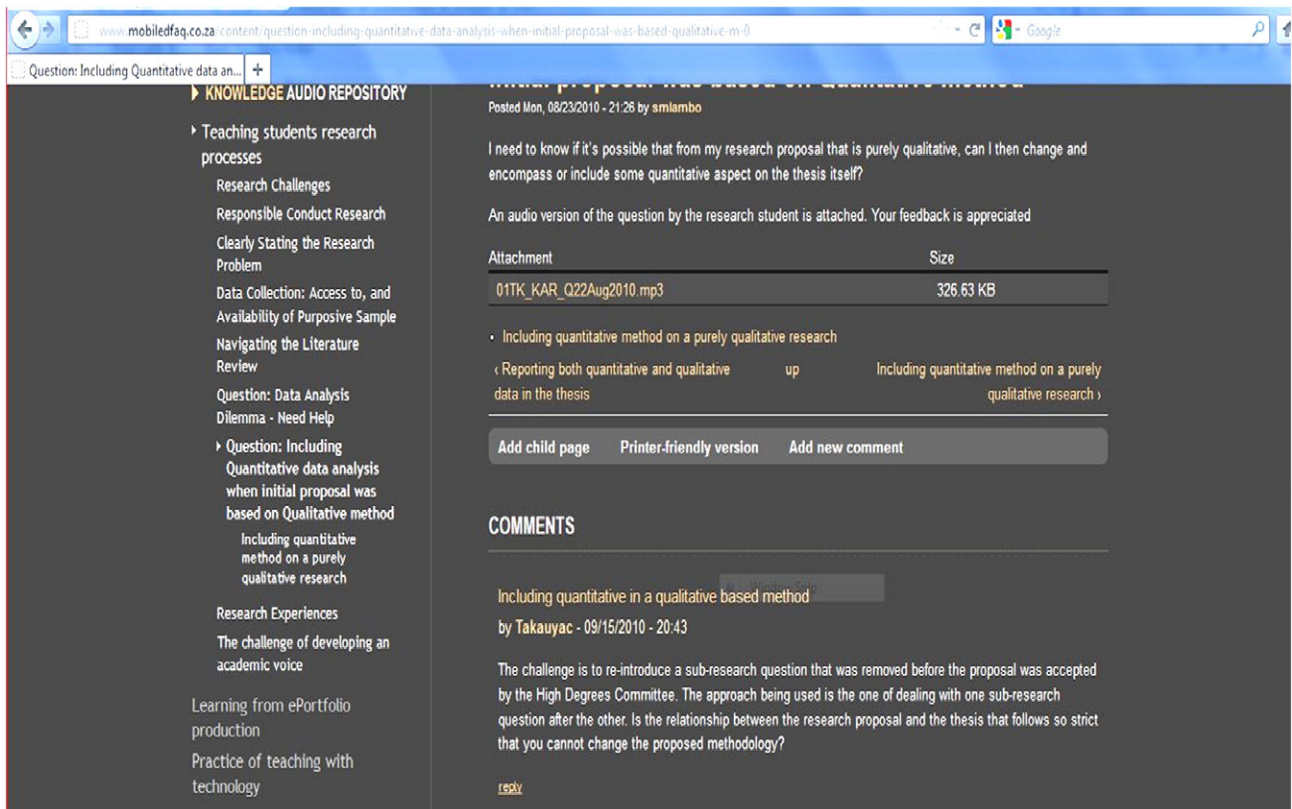 www.mobiledfaq.co.za/content/question-including-quantitative-data-analysis-when-initial-proposal-was-based-qualitative-m-0
Google
Question: Including Quantitative data an...
KNOWLEDGE AUDIO REPOSITORY
Teaching students research
processes
Research Challenges
Responsible Conduct Research
Clearly Stating the Research
Problem
Data Collection: Access to, and
Availability of Purposive Sample
Navigating the Literature
Review
Question: Data Analysis
Dilemma - Need Help
Question: Including
Quantitative data analysis
when initial proposal was
based on Qualitative method
Including quantitative
method on a purely
qualitative research
Research Experiences
The challenge of developing an
academic voice
Learning from ePortfolio
production
Practice of teaching with
technology
initial proposal was based on Qualitative method
Posted Mon, 08/23/2010 - 21:26 by smlambo
I need to know if it's possible that from my research proposal that is purely qualitative, can I then change and
encompass or include some quantitative aspect on the thesis itself?
An audio version of the question by the research student is attached. Your feedback is appreciated
Attachment Size
01TK_KAR_Q22Aug2010.mp3 326.63 KB
Including quantitative method on a purely qualitative research
‹ Reporting both quantitative and qualitative
data in the thesis
up
Including quantitative method on a purely
qualitative research ›
Add child page Printer-friendly version Add new comment
COMMENTS
Including quantitative in a qualitative based method
by Takauyac - 09/15/2010 - 20:43
The challenge is to re-introduce a sub-research question that was removed before the proposal was accepted
by the High Degrees Committee. The approach being used is the one of dealing with one sub-research
question after the other. Is the relationship between the research proposal and the thesis that follows so strict
that you cannot change the proposed methodology?
reply